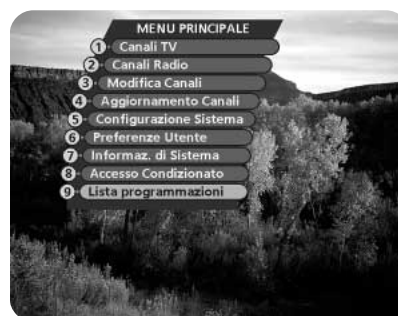 MENU PRINCIPALE
1 Canali TV
2 Canali Radio
3 Modifica Canali
4 Aggiornamento Canali
5 Configurazione Sistema
6 Preferenze Utente
7 Informaz. di Sistema
8 Accesso Condizionato
9 Lista programmazioni